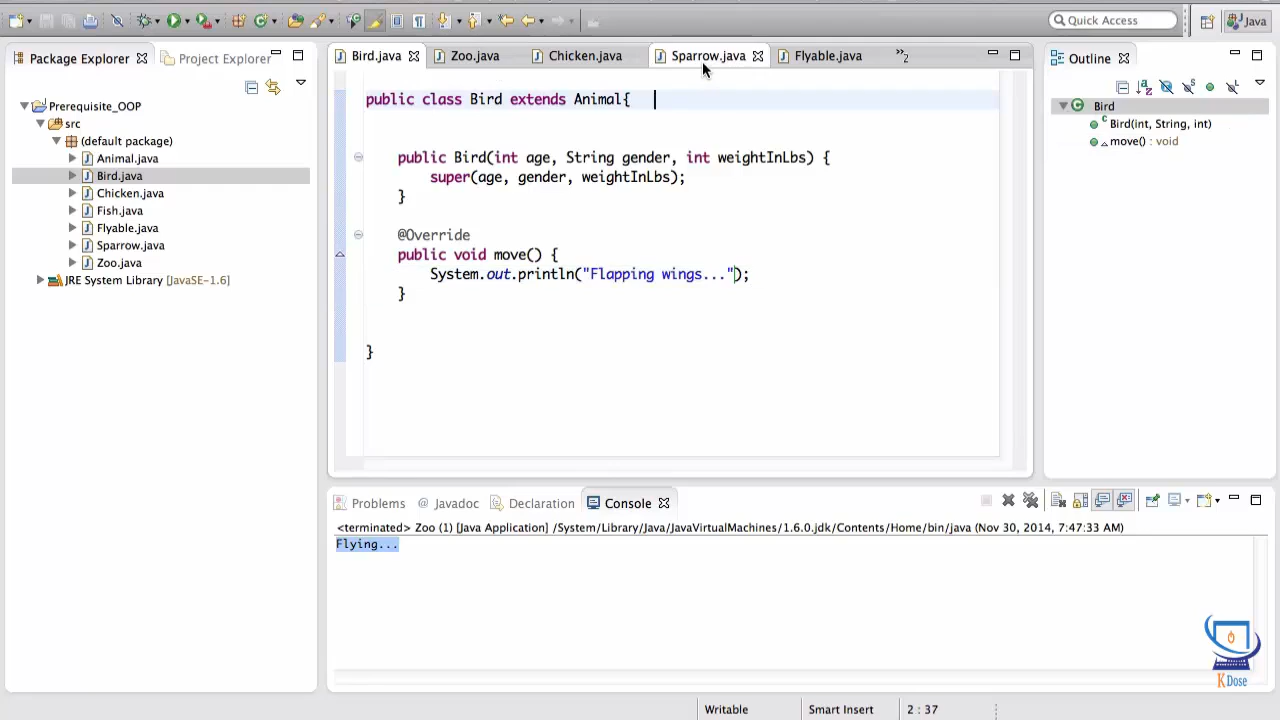 Quick Access
Java
Package Explorer
Project Explorer
Bird.java
Zoo.java
Chicken.java
Sparrow.java
Flyable.java
»2
Outline
Prerequisite_OOP
src
(default package)
Animal.java
Bird.java
Chicken.java
Fish.java
Flyable.java
Sparrow.java
Zoo.java
JRE System Library [JavaSE-1.6]
public class Bird extends Animal{
public Bird(int age, String gender, int weightInLbs) {
super(age, gender, weightInLbs);
}
@Override
public void move() {
System.out.println("Flapping wings...");
}
}
Bird
Bird(int, String, int)
move() : void
Problems
@ Javadoc
Declaration
Console
<terminated> Zoo (1) [Java Application] /System/Library/Java/JavaVirtualMachines/1.6.0.jdk/Contents/Home/bin/java (Nov 30, 2014, 7:47:33 AM)
Flying...
K Dose
Writable
Smart Insert
2 : 37